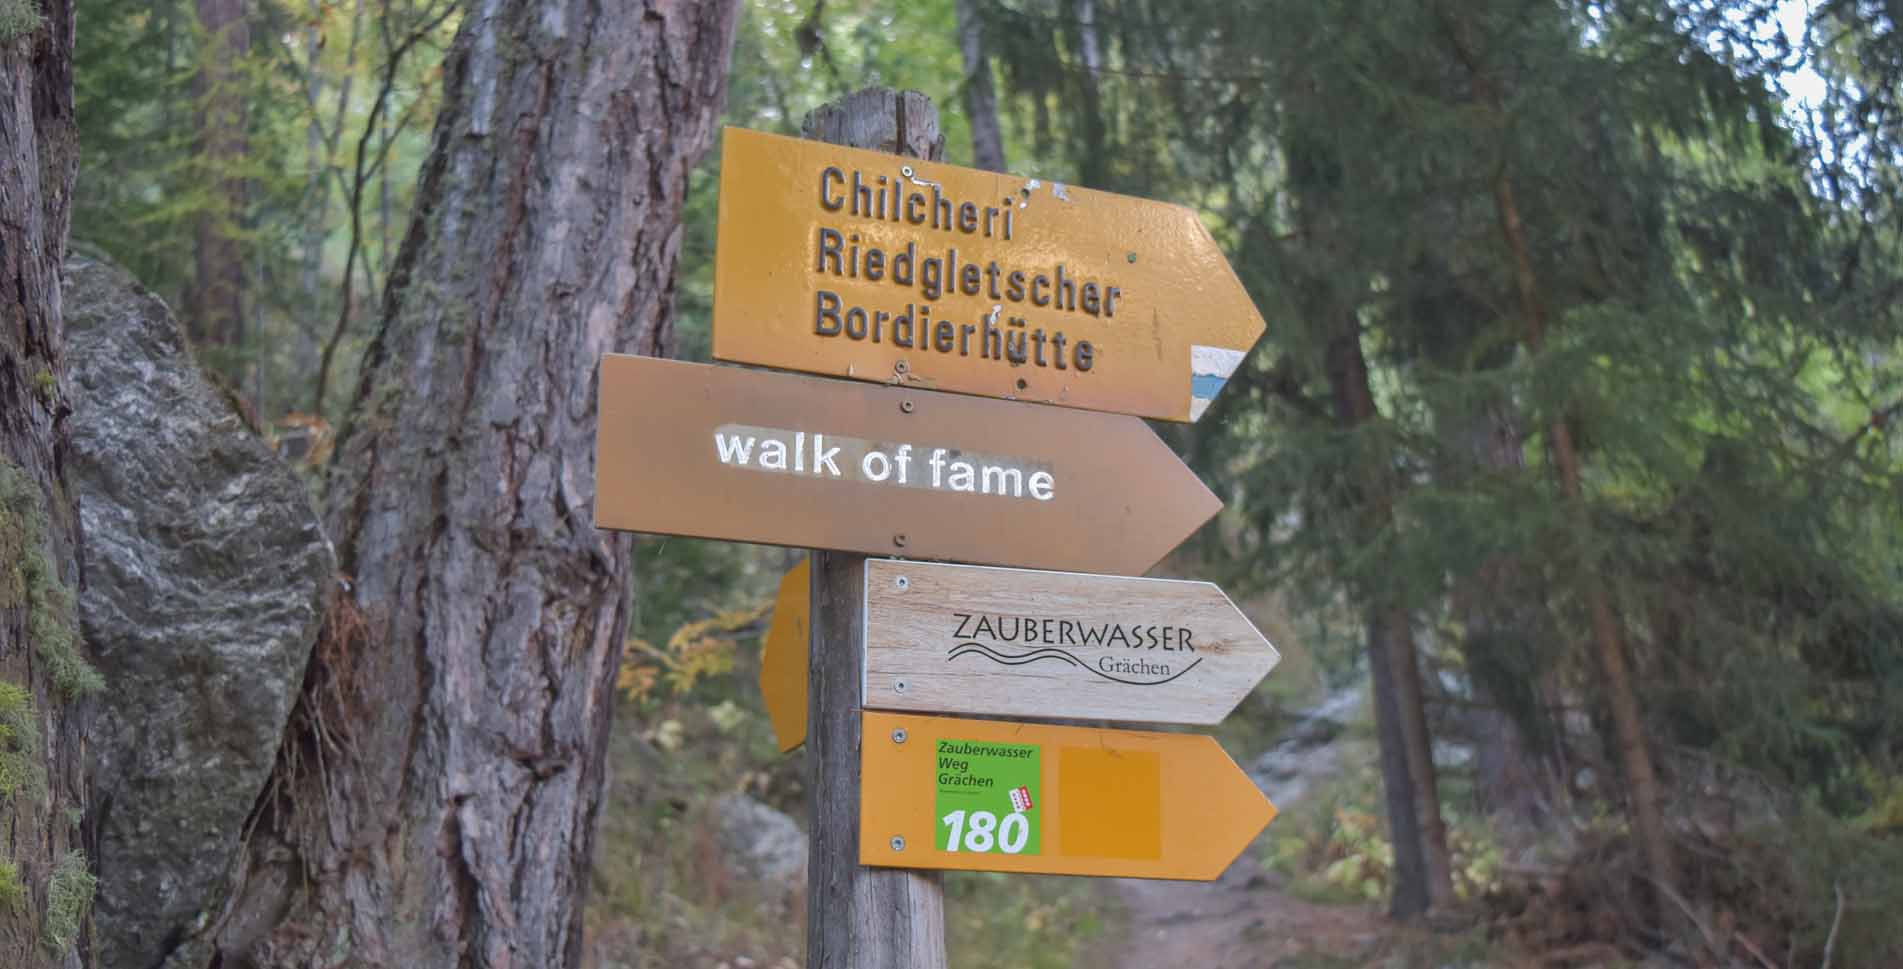 Chilcheri
Riedgletscher
Bordierhütte
walk of fame
ZAUBERWASSER
Grächen
Zauberwasser
Weg
Grächen
180